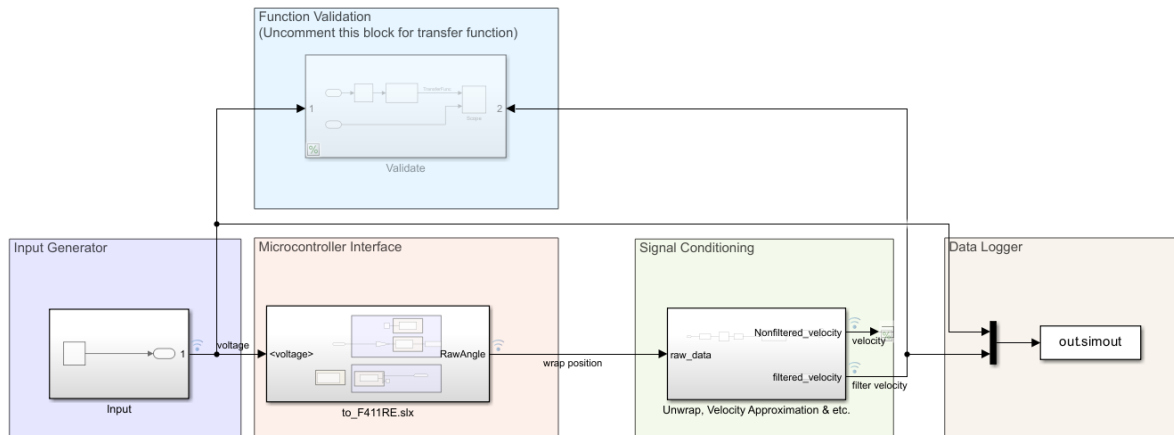 Function Validation
(Uncomment this block for transfer function)
1
2
Validate
Input Generator
Microcontroller Interface
Signal Conditioning
Data Logger
1
voltage
Input
<voltage>
RawAngle
to_F411RE.slx
wrap position
raw_data
Nonfiltered_velocity
filtered_velocity
Unwrap, Velocity Approximation & etc.
velocity
filter velocity
out.simout